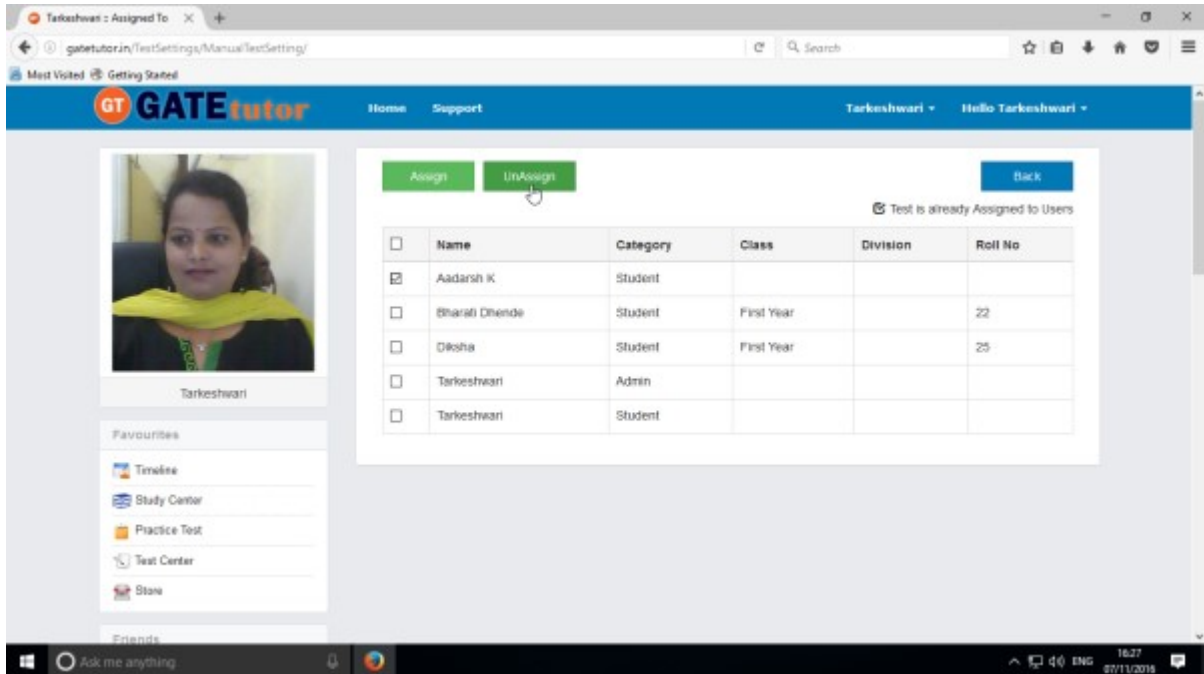 Tarkeshwari :: Assigned To
gatetutor.in/TestSettings/ManualTestSetting/
Search
Most Visited Getting Started
GT GATEtutor Home Support Tarkeshwari Hello Tarkeshwari
Assign UnAssign Back
Test is already Assigned to Users
Name Category Class Division Roll No
Aadarsh K Student
Bharati Dhende Student First Year 22
Diksha Student First Year 25
Tarkeshwari Admin
Tarkeshwari Student
Tarkeshwari
Favourites
Timeline
Study Center
Practice Test
Test Center
Store
Friends
Ask me anything ENG 16:27
07/11/2016